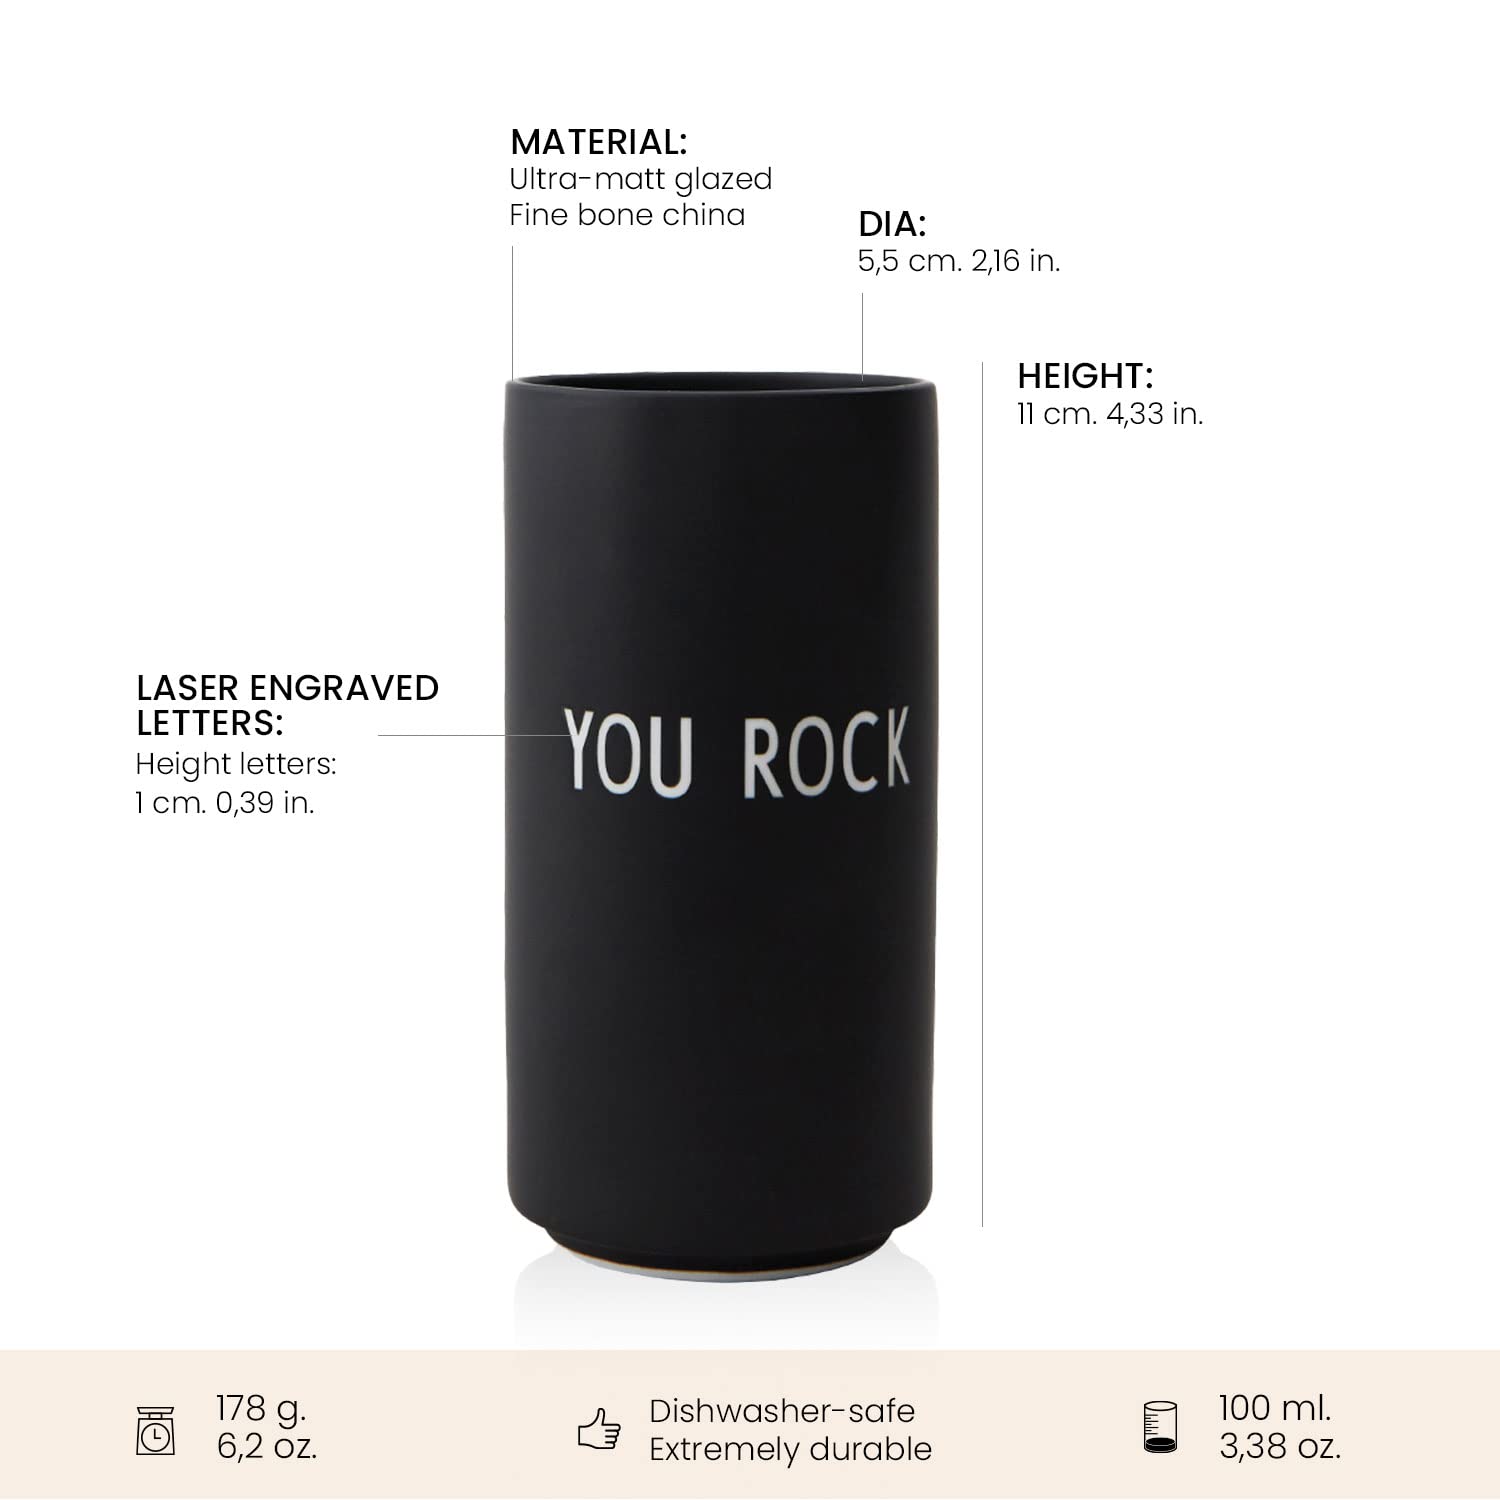 MATERIAL:
Ultra-matt glazed
Fine bone china
DIA:
5,5 cm. 2,16 in.
HEIGHT:
11 cm. 4,33 in.
LASER ENGRAVED
LETTERS:
Height letters:
1 cm. 0,39 in.
YOU ROCK
178 g.
6,2 oz.
Dishwasher-safe
Extremely durable
100 ml.
3,38 oz.